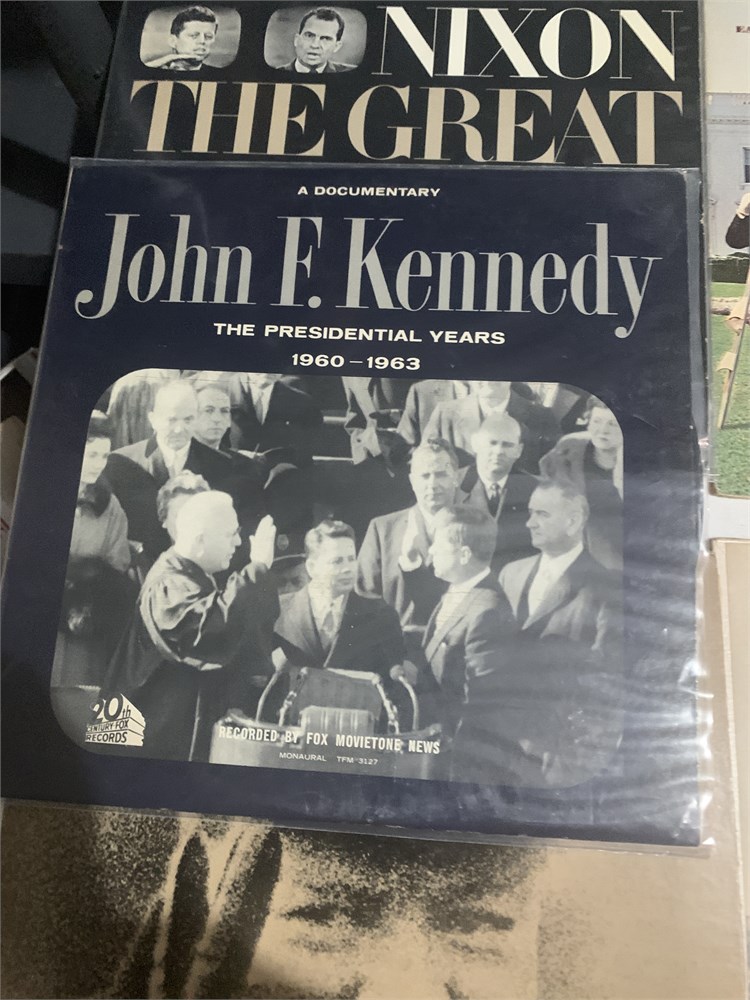 NIXON
THE GREAT
A DOCUMENTARY
John F. Kennedy
THE PRESIDENTIAL YEARS
1960–1963
20th
CENTURY FOX
RECORDS
RECORDED BY FOX MOVIETONE NEWS
MONAURAL TFM 3127